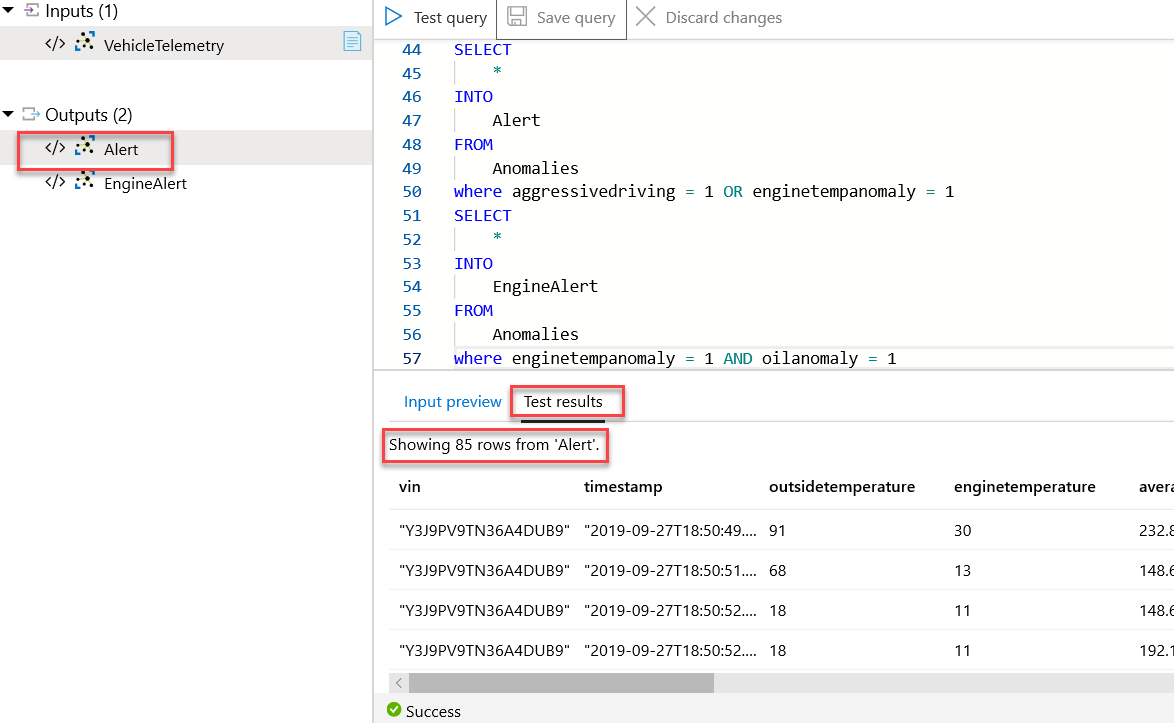 Inputs (1)
</> VehicleTelemetry
Outputs (2)
</> Alert
</> EngineAlert
Test query Save query Discard changes
44 SELECT
45 *
46 INTO
47 Alert
48 FROM
49 Anomalies
50 where aggressivedriving = 1 OR enginetempanomaly = 1
51 SELECT
52 *
53 INTO
54 EngineAlert
55 FROM
56 Anomalies
57 where enginetempanomaly = 1 AND oilanomaly = 1
Input preview Test results
Showing 85 rows from 'Alert'.
vin timestamp outsidetemperature enginetemperature avera
"Y3J9PV9TN36A4DUB9" "2019-09-27T18:50:49.... 91 30 232.8
"Y3J9PV9TN36A4DUB9" "2019-09-27T18:50:51.... 68 13 148.6
"Y3J9PV9TN36A4DUB9" "2019-09-27T18:50:52.... 18 11 148.6
"Y3J9PV9TN36A4DUB9" "2019-09-27T18:50:52.... 18 11 192.1
Success